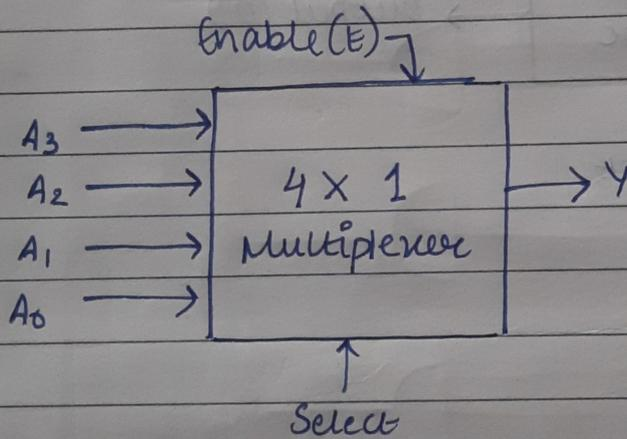 Enable(E)
A3
A2
A1
A0
4 X 1
Multiplexer
Y
Select